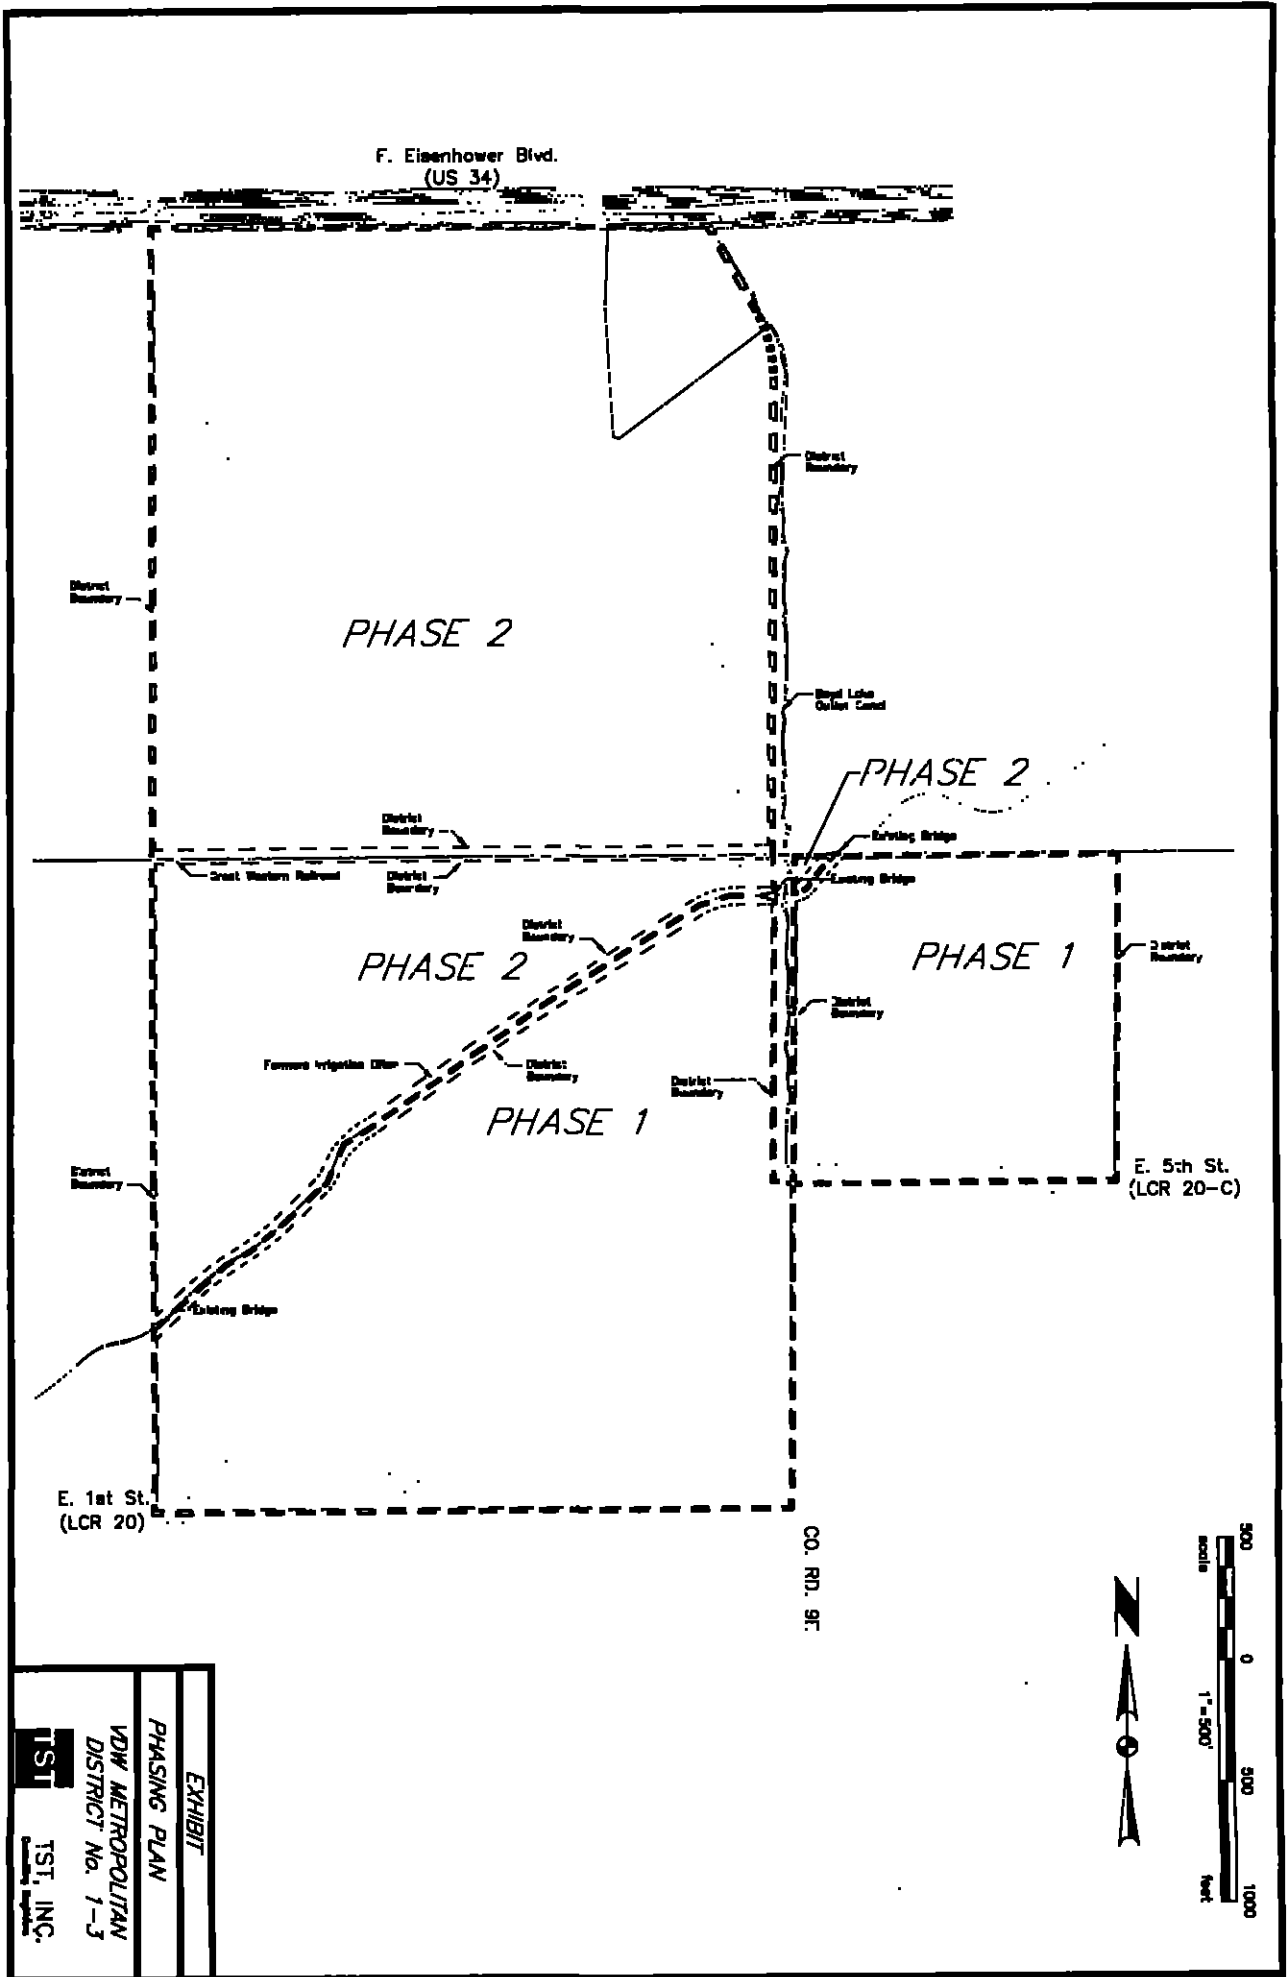 F. Eisenhower Blvd.
(US 34)
District
Boundary
District
Boundary
PHASE 2
Outlet Canal
PHASE 2
District
Boundary
Existing Bridge
Great Western Railroad
District
Boundary
Existing Bridge
District
Boundary
PHASE 2
PHASE 1
District
Boundary
District
Boundary
Farmers Irrigation Ditch
District
Boundary
District
Boundary
PHASE 1
District
Boundary
E. 5th St.
(LCR 20-C)
Existing Bridge
E. 1st St.
(LCR 20)
CO. RD. 9F.
500 0 500 1000
scale 1"=500' feet
N
EXHIBIT
PHASING PLAN
VDW METROPOLITAN
DISTRICT No. 1-3
TST
TST, INC.